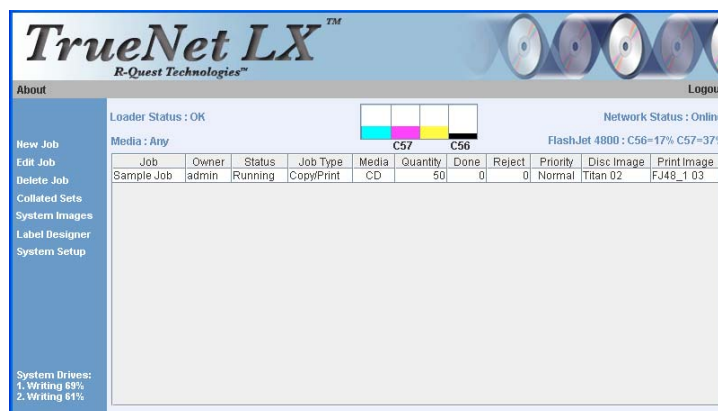 TrueNet LX™
R-Quest Technologies™
About Logou
Loader Status : OK Network Status : Onlin
Media : Any C57 C56 FlashJet 4800 : C56=17% C57=37%
New Job
Edit Job
Delete Job
Collated Sets
System Images
Label Designer
System Setup
Job Owner Status Job Type Media Quantity Done Reject Priority Disc Image Print Image
Sample Job admin Running Copy/Print CD 50 0 0 Normal Titan 02 FJ48_1 03
System Drives:
1. Writing 69%
2. Writing 61%